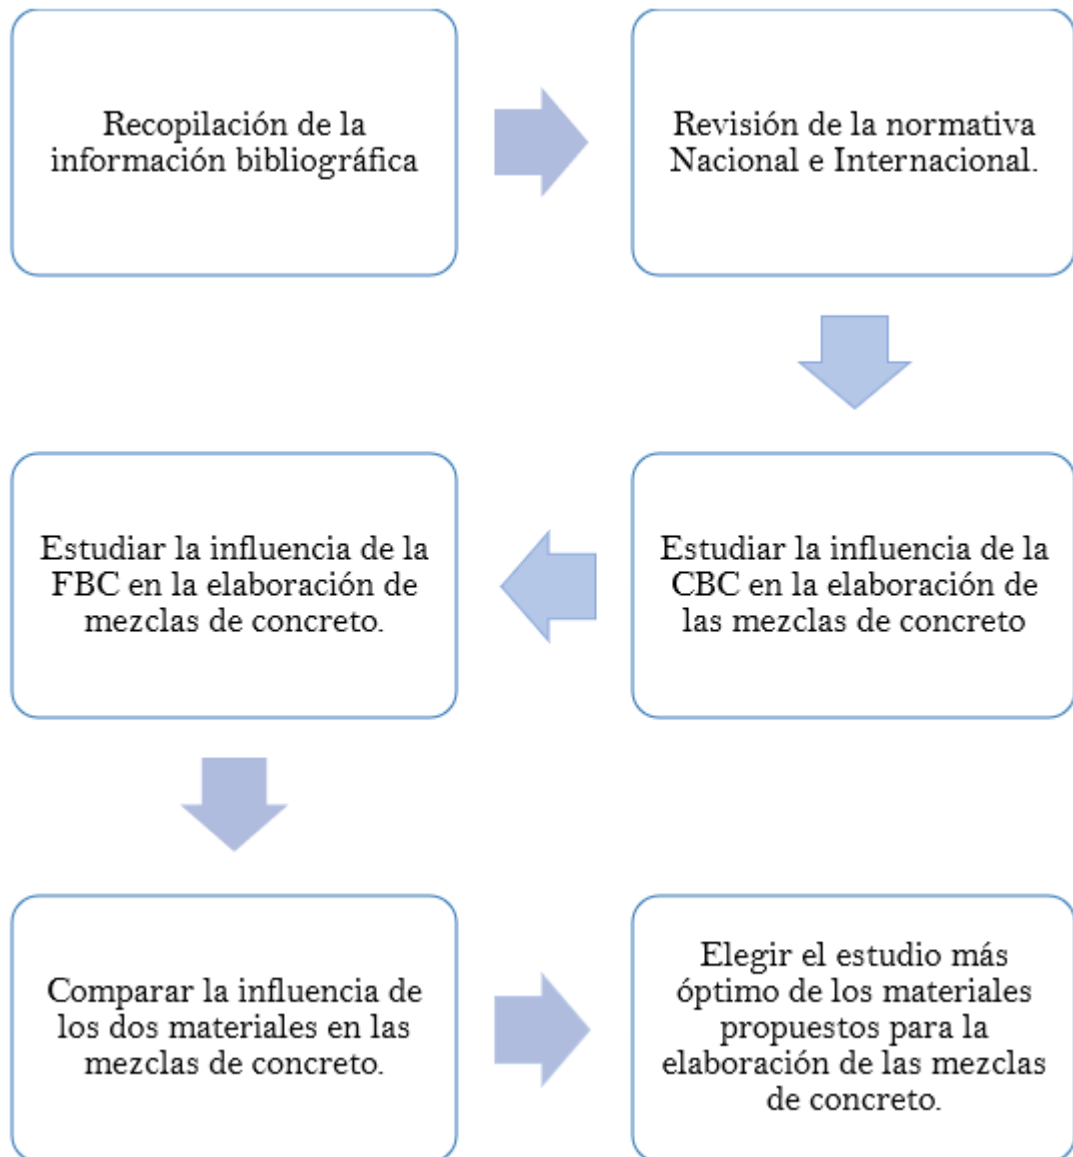 Recopilación de la
información bibliográfica
Revisión de la normativa
Nacional e Internacional.
Estudiar la influencia de la
CBC en la elaboración de
las mezclas de concreto
Estudiar la influencia de la
FBC en la elaboración de
mezclas de concreto.
Comparar la influencia de
los dos materiales en las
mezclas de concreto.
Elegir el estudio más
óptimo de los materiales
propuestos para la
elaboración de las mezclas
de concreto.